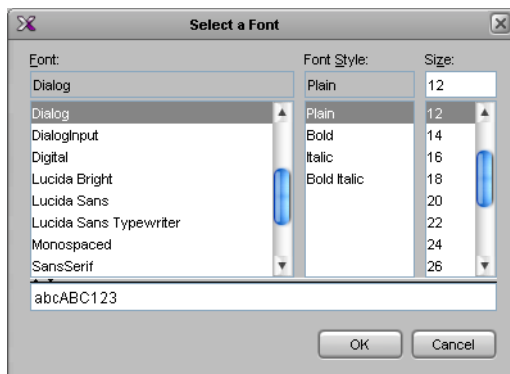 Select a Font
Font: Font Style: Size:
Dialog Plain 12
Dialog Plain 12
DialogInput Bold 14
Digital Italic 16
Lucida Bright Bold Italic 18
Lucida Sans 20
Lucida Sans Typewriter 22
Monospaced 24
SansSerif 26
abcABC123
OK Cancel